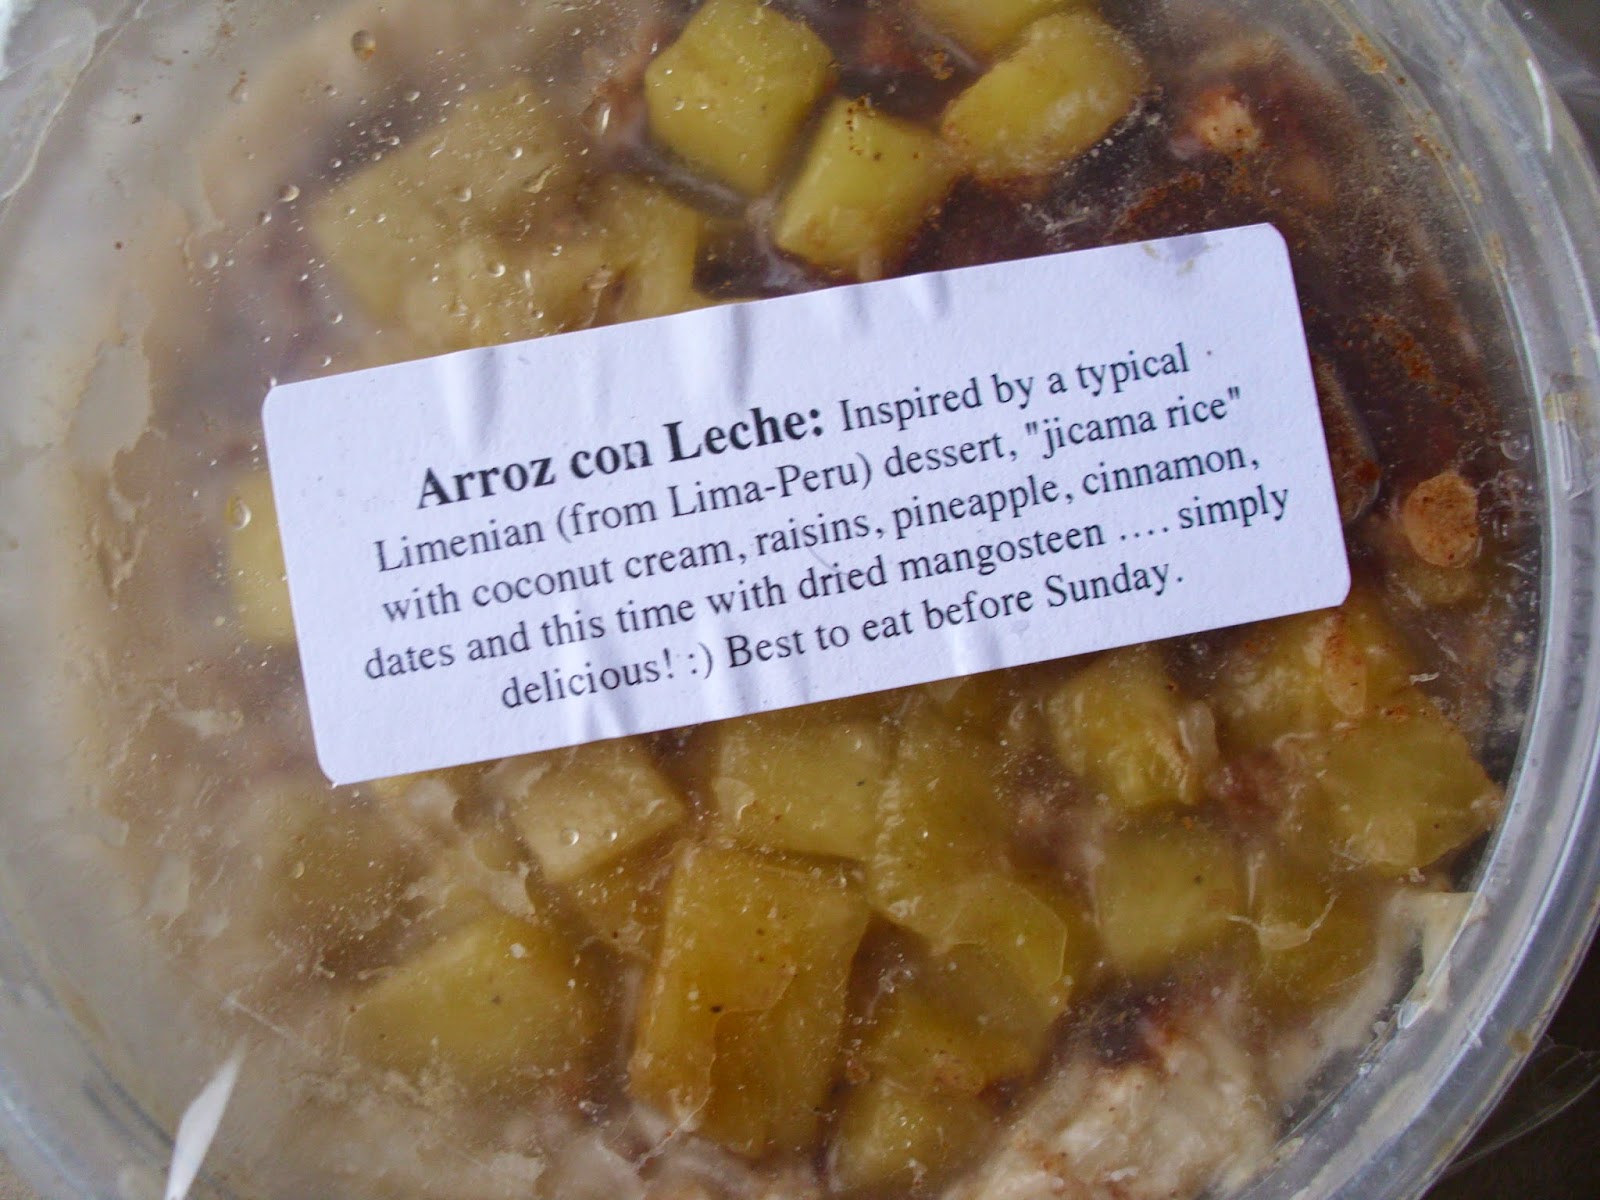 Arroz con Leche: Inspired by a typical
Limenian (from Lima-Peru) dessert, "jicama rice"
with coconut cream, raisins, pineapple, cinnamon,
dates and this time with dried mangosteen .... simply
delicious! :) Best to eat before Sunday.